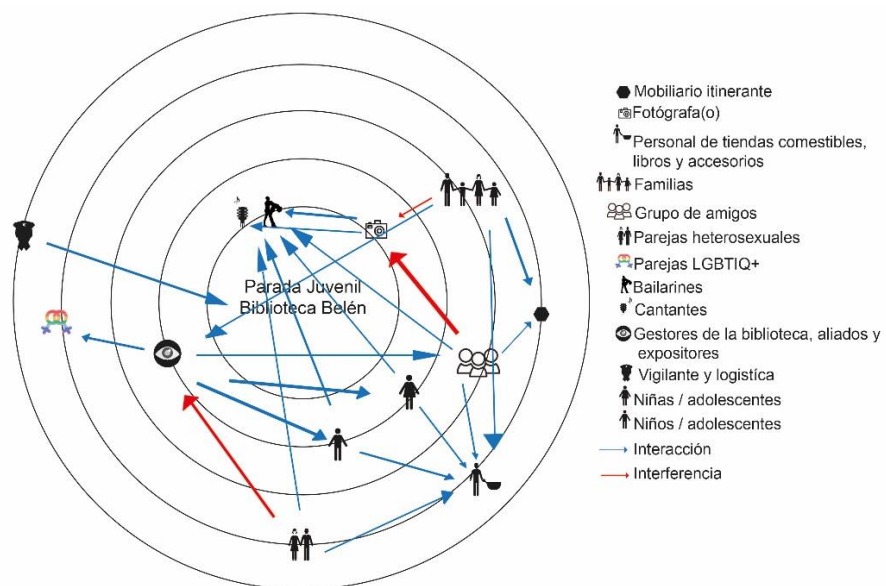 Parada Juvenil
Biblioteca Belén
Mobiliario itinerante
Fotógrafa(o)
Personal de tiendas comestibles,
libros y accesorios
Familias
Grupo de amigos
Parejas heterosexuales
Parejas LGBTIQ+
Bailarines
Cantantes
Gestores de la biblioteca, aliados y
expositores
Vigilante y logistíca
Niñas / adolescentes
Niños / adolescentes
Interacción
Interferencia